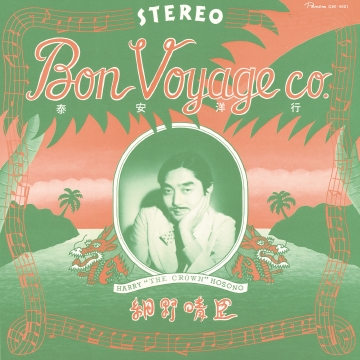 STEREO
Bon Voyage co.
泰安洋行
HARRY "THE CROWN" HOSONO
細野晴臣